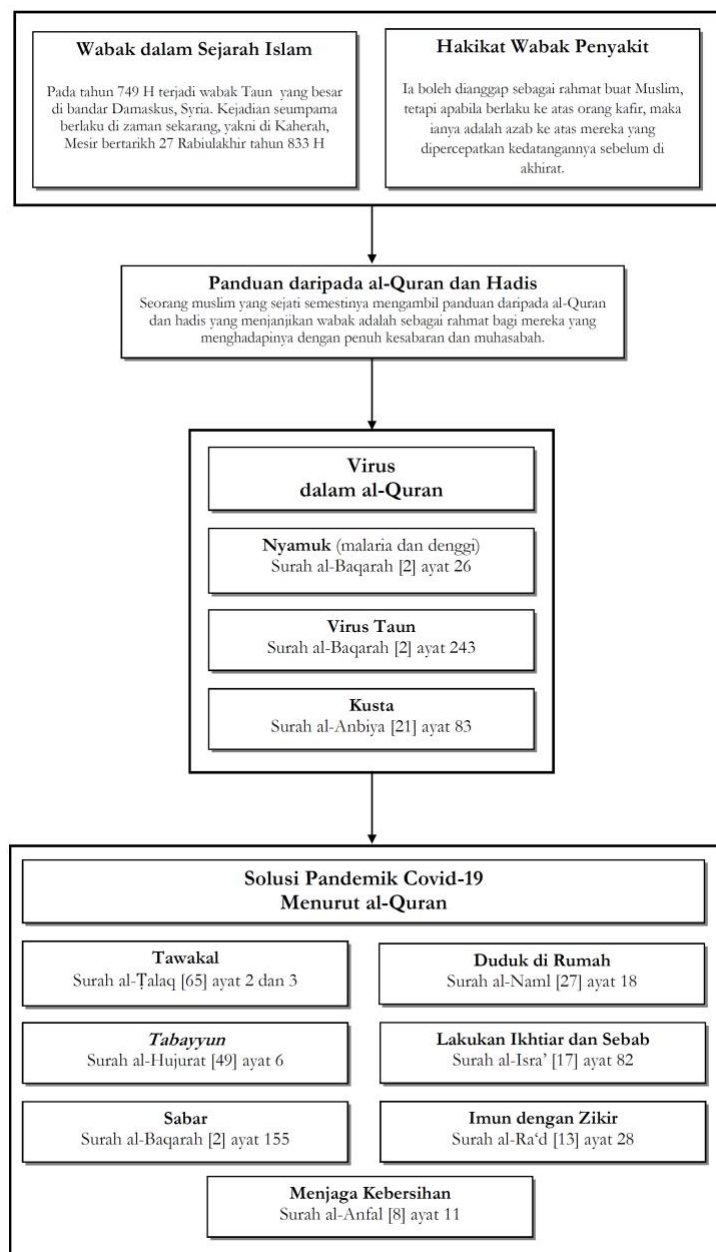 Wabak dalam Sejarah Islam
Pada tahun 749 H terjadi wabak Taun yang besar
di bandar Damaskus, Syria. Kejadian seumpama
berlaku di zaman sekarang, yakni di Kaherah,
Mesir bertarikh 27 Rabiulakhir tahun 833 H
Hakikat Wabak Penyakit
Ia boleh dianggap sebagai rahmat buat Muslim,
tetapi apabila berlaku ke atas orang kafir, maka
ianya adalah azab ke atas mereka yang
dipercepatkan kedatangannya sebelum di
akhirat.
Panduan daripada al-Quran dan Hadis
Seorang muslim yang sejati semestinya mengambil panduan daripada al-Quran
dan hadis yang menjanjikan wabak adalah sebagai rahmat bagi mereka yang
menghadapinya dengan penuh kesabaran dan muhasabah.
Virus
dalam al-Quran
Nyamuk (malaria dan denggi)
Surah al-Baqarah [2] ayat 26
Virus Taun
Surah al-Baqarah [2] ayat 243
Kusta
Surah al-Anbiya [21] ayat 83
Solusi Pandemik Covid-19
Menurut al-Quran
Tawakal
Surah al-Ṭalaq [65] ayat 2 dan 3
Duduk di Rumah
Surah al-Naml [27] ayat 18
Tabayyun
Surah al-Hujurat [49] ayat 6
Lakukan Ikhtiar dan Sebab
Surah al-Isra’ [17] ayat 82
Sabar
Surah al-Baqarah [2] ayat 155
Imun dengan Zikir
Surah al-Ra‘d [13] ayat 28
Menjaga Kebersihan
Surah al-Anfal [8] ayat 11